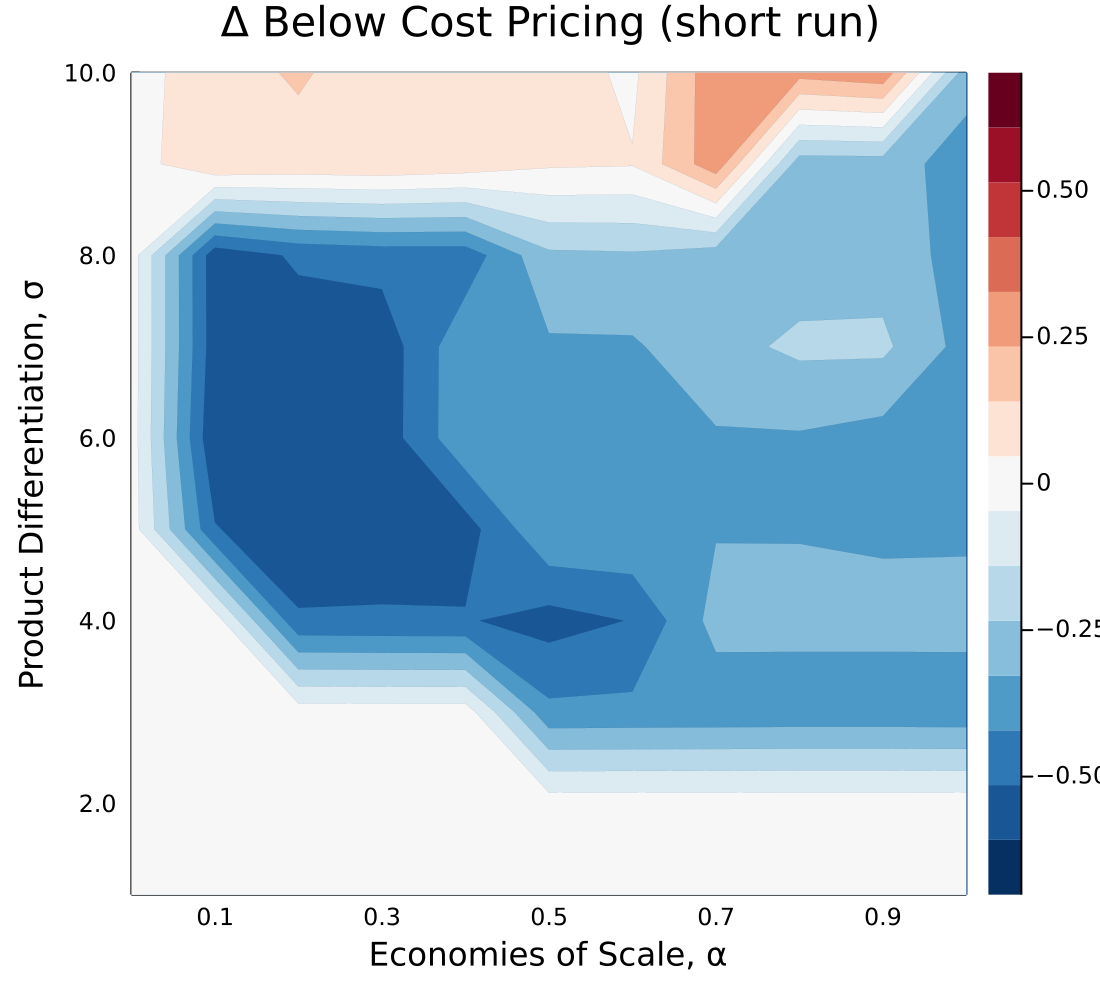 Δ Below Cost Pricing (short run)
10.0
8.0
6.0
4.0
2.0
Product Differentiation, σ
0.1 0.3 0.5 0.7 0.9
Economies of Scale, α
0.50
0.25
0
−0.25
−0.50